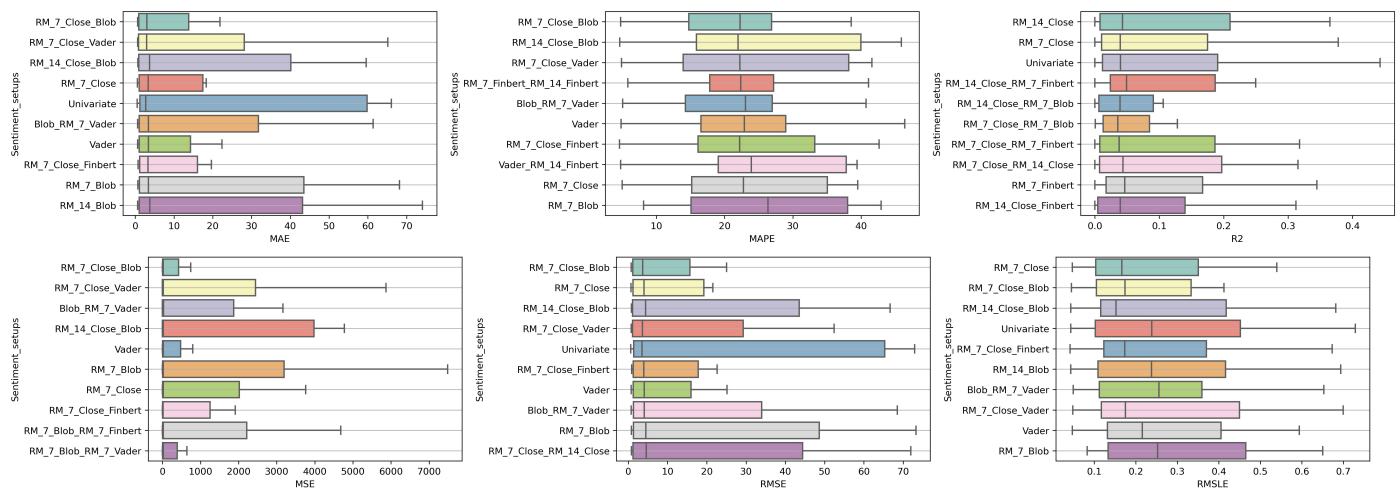 Sentiment_setups
RM_7_Close_Blob
RM_7_Close_Vader
RM_14_Close_Blob
RM_7_Close
Univariate
Blob_RM_7_Vader
Vader
RM_7_Close_Finbert
RM_7_Blob
RM_14_Blob
0 10 20 30 40 50 60 70
MAE
Sentiment_setups
RM_7_Close_Blob
RM_14_Close_Blob
RM_7_Close_Vader
RM_7_Finbert_RM_14_Finbert
Blob_RM_7_Vader
Vader
RM_7_Close_Finbert
Vader_RM_14_Finbert
RM_7_Close
RM_7_Blob
10 20 30 40
MAPE
Sentiment_setups
RM_14_Close
RM_7_Close
Univariate
RM_14_Close_RM_7_Finbert
RM_14_Close_RM_7_Blob
RM_7_Close_RM_7_Blob
RM_7_Close_RM_7_Finbert
RM_7_Close_RM_14_Close
RM_7_Finbert
RM_14_Close_Finbert
0.0 0.1 0.2 0.3 0.4
R2
Sentiment_setups
RM_7_Close_Blob
RM_7_Close_Vader
Blob_RM_7_Vader
RM_14_Close_Blob
Vader
RM_7_Blob
RM_7_Close
RM_7_Close_Finbert
RM_7_Blob_RM_7_Finbert
RM_7_Blob_RM_7_Vader
0 1000 2000 3000 4000 5000 6000 7000
MSE
Sentiment_setups
RM_7_Close_Blob
RM_7_Close
RM_14_Close_Blob
RM_7_Close_Vader
Univariate
RM_7_Close_Finbert
Vader
Blob_RM_7_Vader
RM_7_Blob
RM_7_Close_RM_14_Close
0 10 20 30 40 50 60 70
RMSE
Sentiment_setups
RM_7_Close
RM_7_Close_Blob
RM_14_Close_Blob
Univariate
RM_7_Close_Finbert
RM_14_Blob
Blob_RM_7_Vader
RM_7_Close_Vader
Vader
RM_7_Blob
0.1 0.2 0.3 0.4 0.5 0.6 0.7
RMSLE